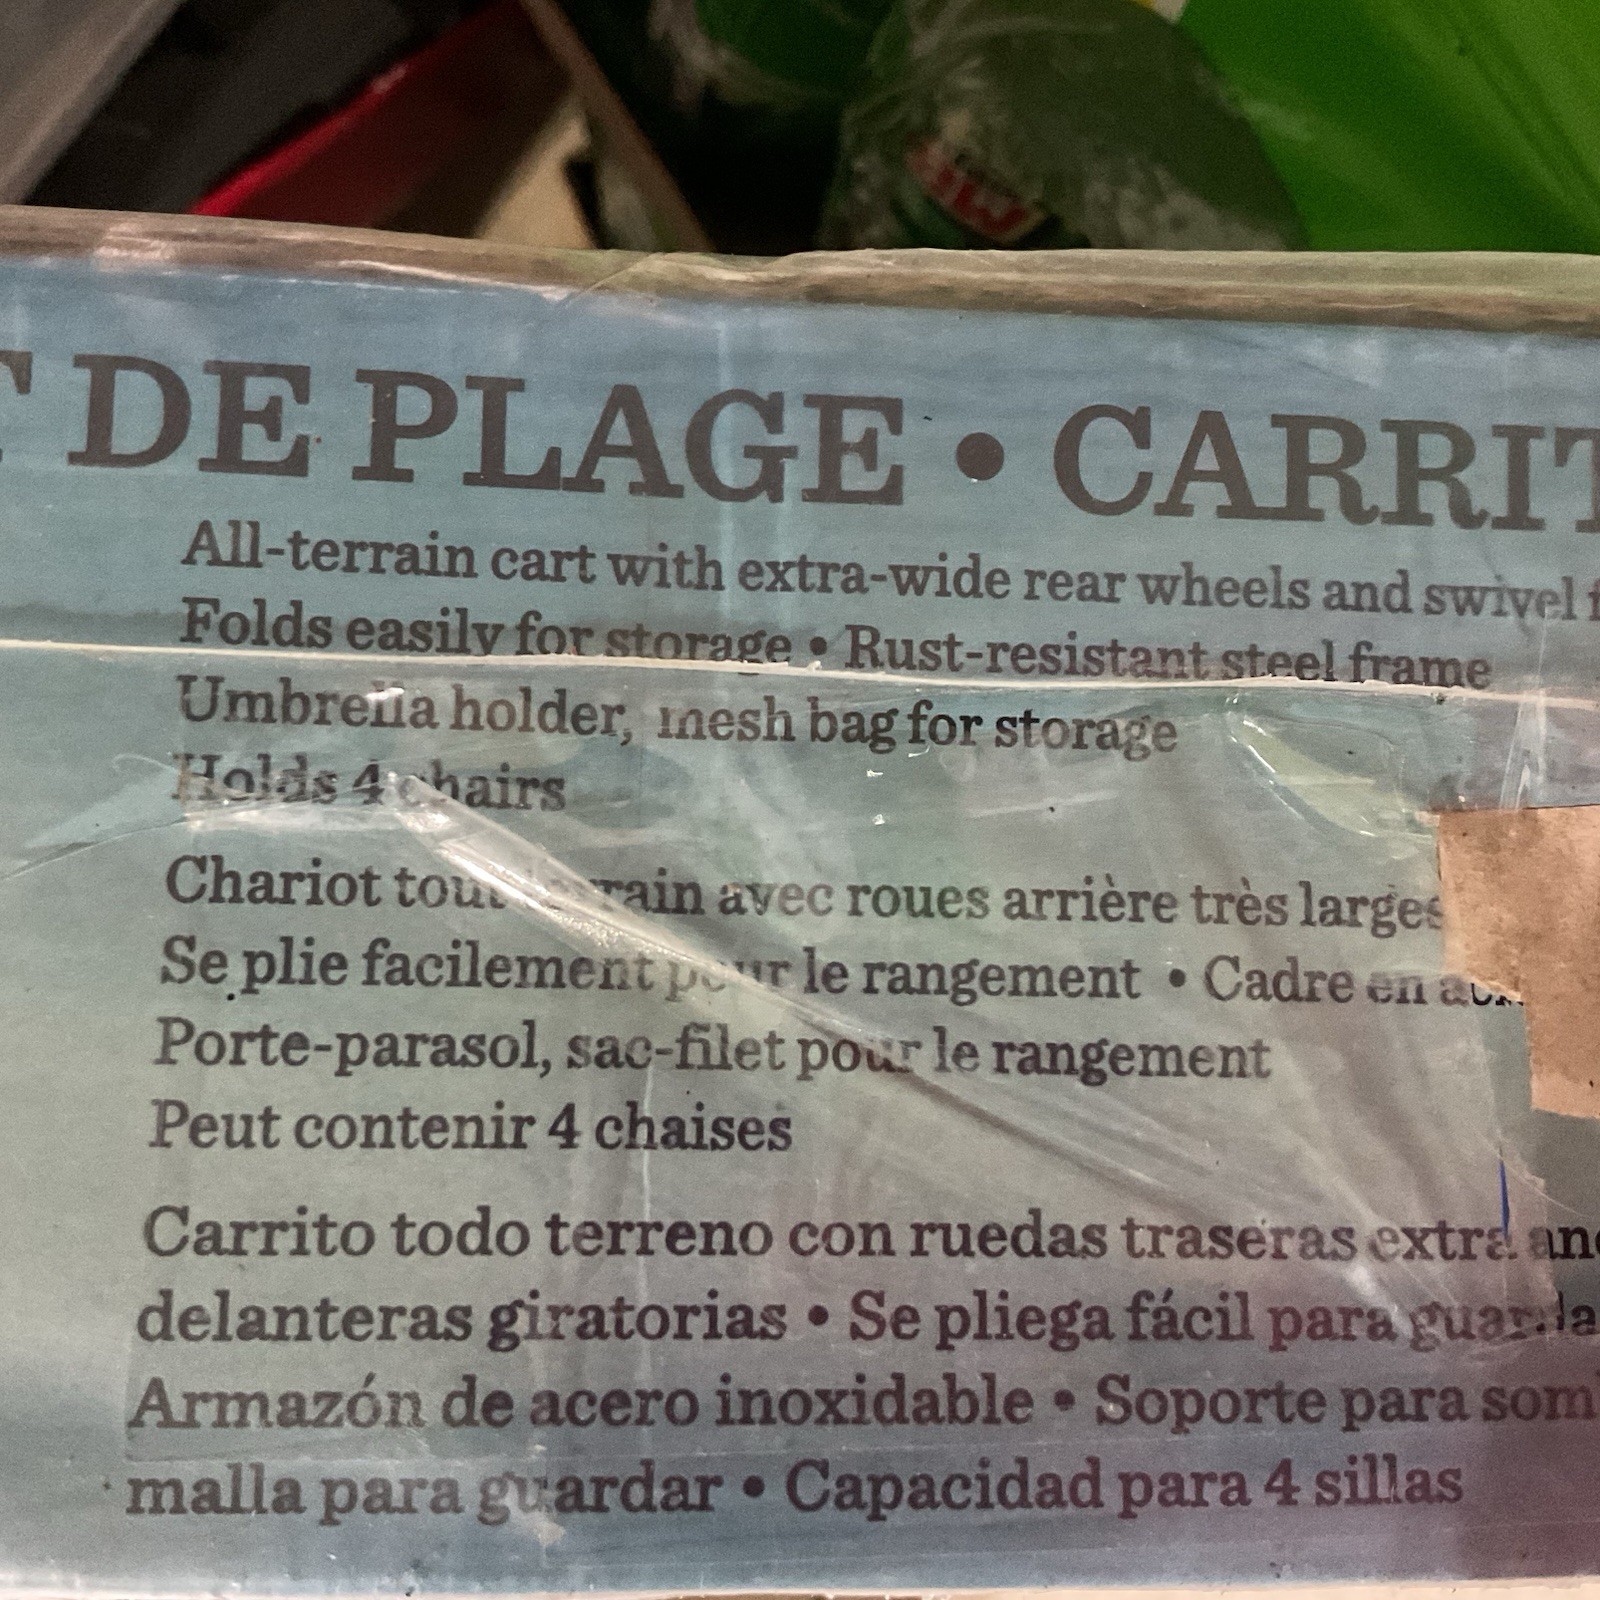 DE PLAGE • CARRIT
All-terrain cart with extra-wide rear wheels and swivel
Folds easily for storage • Rust-resistant steel frame
Umbrella holder, mesh bag for storage
Holds 4 chairs
Chariot tout terrain avec roues arrière très larges
Se plie facilement pour le rangement • Cadre en
Porte-parasol, sac-filet pour le rangement
Peut contenir 4 chaises
Carrito todo terreno con ruedas traseras extra
delanteras giratorias • Se pliega fácil para
Armazón de acero inoxidable • Soporte para
malla para guardar • Capacidad para 4 sillas